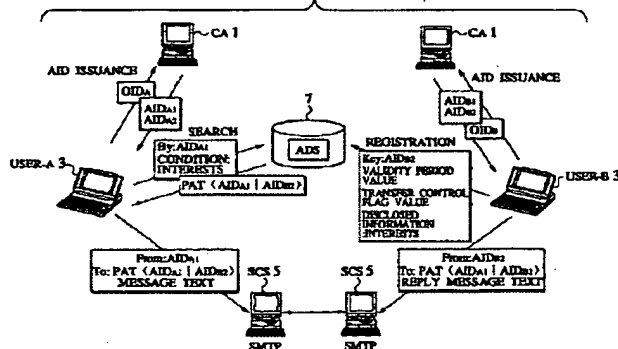 CA 1
CA 1
AID ISSUANCE
AID ISSUANCE
OIDA
AIDA1
AIDA2
AIDB1
AIDB2
OIDB
7
ADS
SEARCH
By:AIDA1
CONDITION:
INTERESTS
PAT (AIDA1 | AIDB2)
REGISTRATION
Key:AIDB2
VALIDITY PERIOD
VALUE
TRANSFER CONTROL
FLAG VALUE
DISCLOSED
INFORMATION
:INTERESTS
USER-A 3
USER-B 3
From:AIDA1
To: PAT (AIDA1 | AIDB2)
MESSAGE TEXT
From:AIDB2
To: PAT (AIDA1 | AIDB2)
REPLY MESSAGE TEXT
SCS 5
SCS 5
SMTP
SMTP